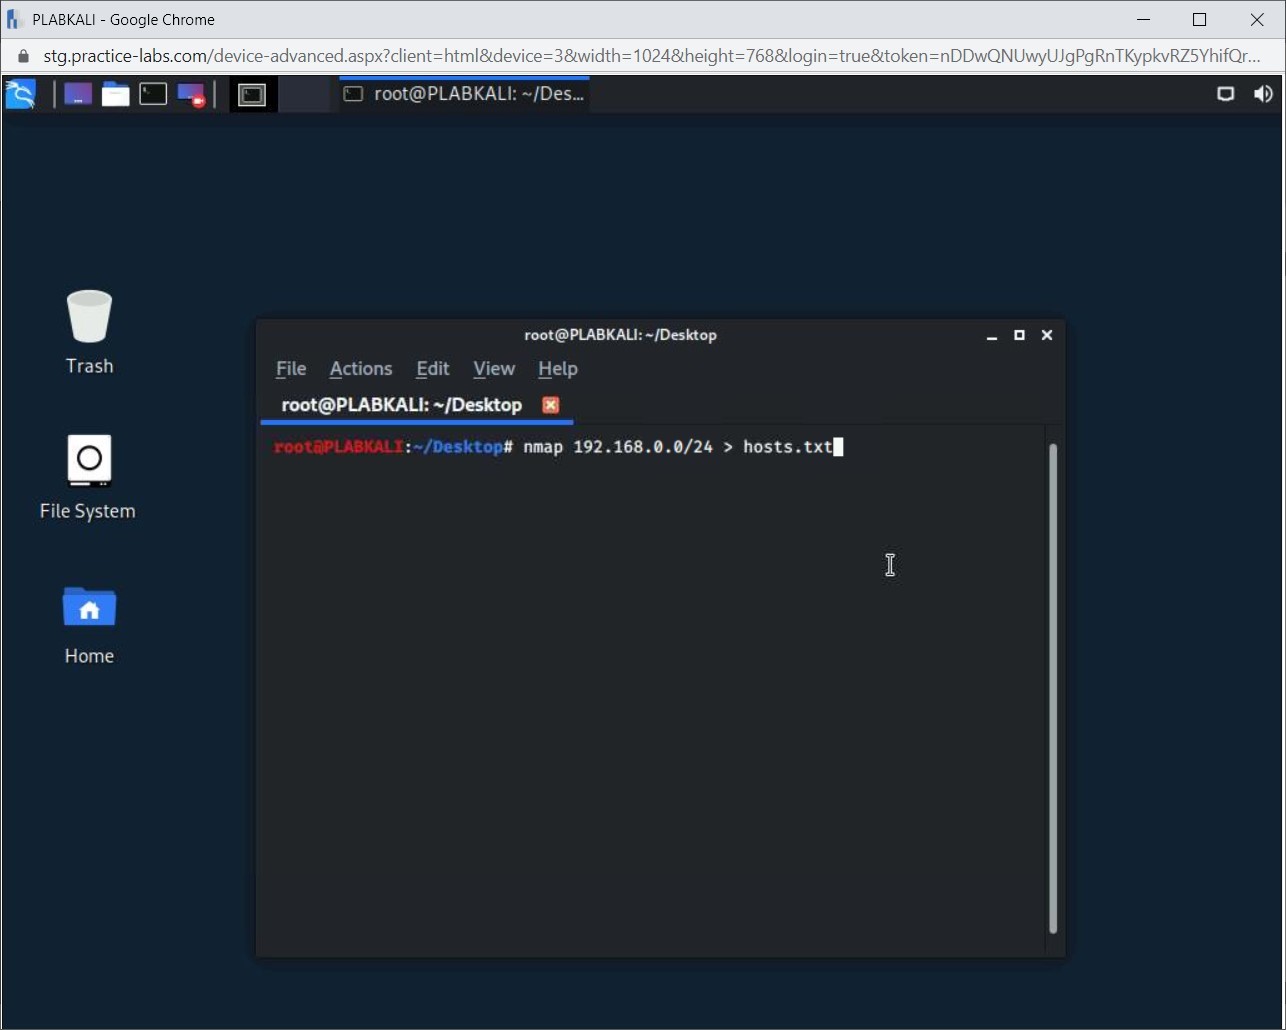 PLABKALI - Google Chrome
stg.practice-labs.com/device-advanced.aspx?client=html&device=3&width=1024&height=768&login=true&token=nDDwQNUwyUJgPgRnTKypkvRZ5YhifQr...
root@PLABKALI: ~/Des...
Trash
File System
Home
root@PLABKALI: ~/Desktop
File Actions Edit View Help
root@PLABKALI: ~/Desktop
root@PLABKALI:~/Desktop# nmap 192.168.0.0/24 > hosts.txt